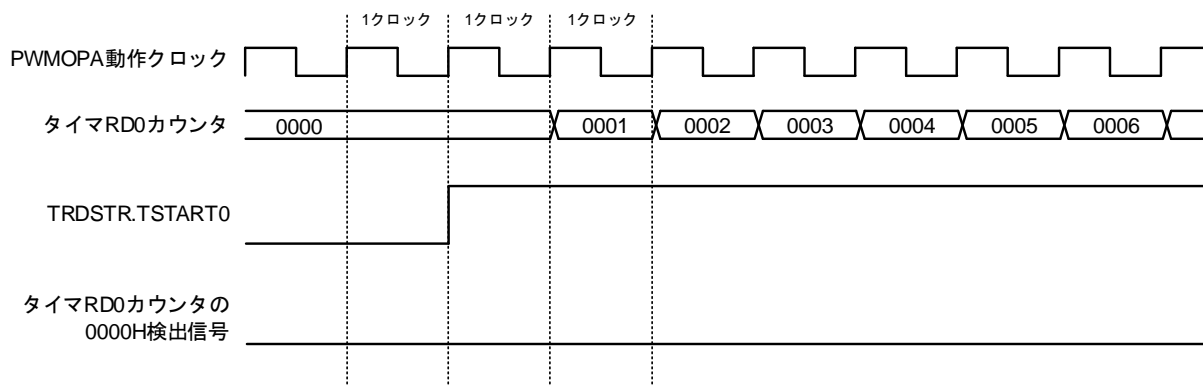 1クロック 1クロック 1クロック
PWMOPA動作クロック
タイマRD0カウンタ 0000 0001 0002 0003 0004 0005 0006
TRDSTR.TSTART0
タイマRD0カウンタの
0000H検出信号